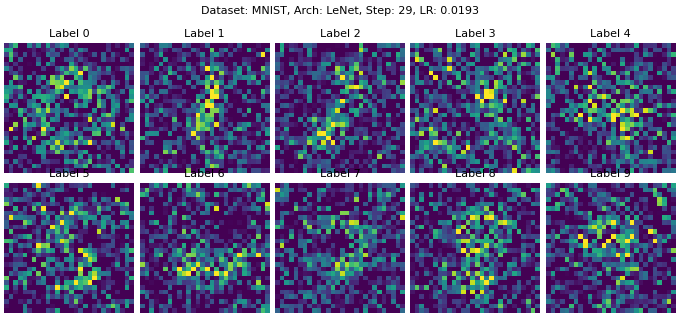 Dataset: MNIST, Arch: LeNet, Step: 29, LR: 0.0193
Label 0 Label 1 Label 2 Label 3 Label 4
Label 5 Label 6 Label 7 Label 8 Label 9